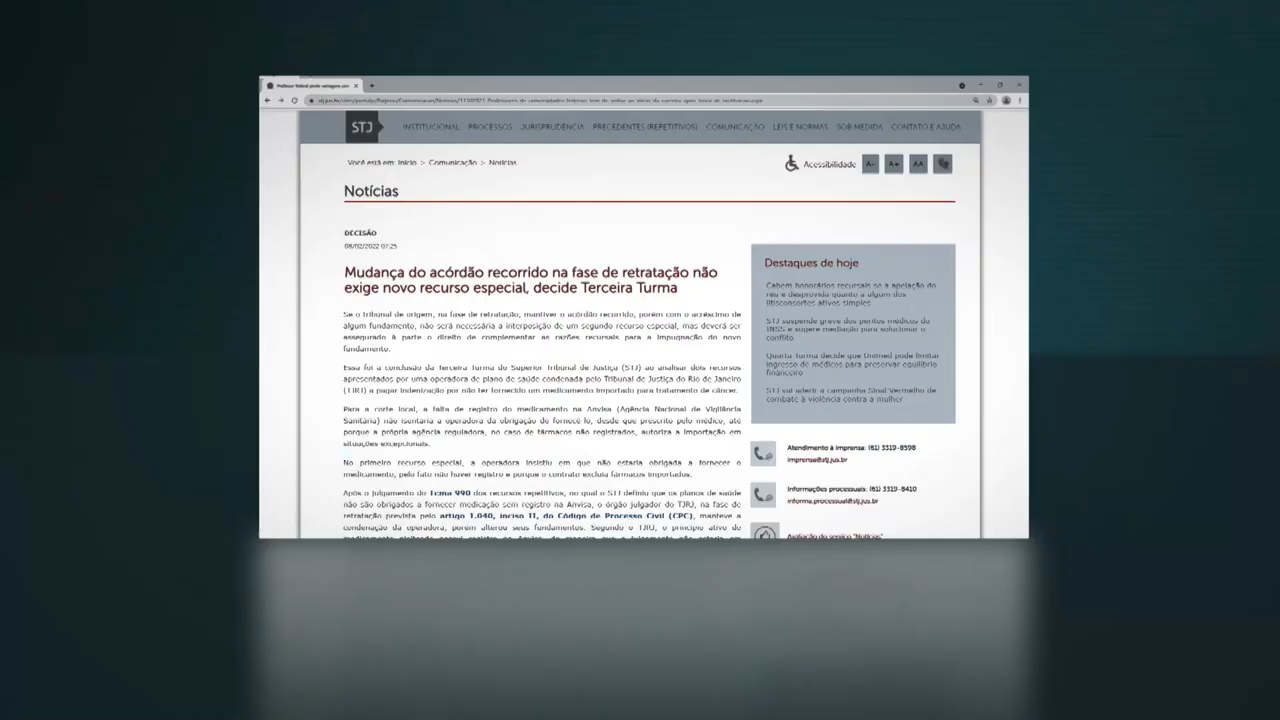 STJ
INSTITUCIONAL PROCESSOS JURISPRUDÊNCIA PRECEDENTES (REPETITIVOS) COMUNICAÇÃO LEIS E NORMAS SOB MEDIDA CONTATO E AJUDA
Você está em: Início > Comunicação > Notícias
Acessibilidade A- A+ AA
Notícias
DECISÃO
08/02/2022 07:25
Mudança do acórdão recorrido na fase de retratação não
exige novo recurso especial, decide Terceira Turma
Se o tribunal de origem, na fase de retratação, mantiver o acórdão recorrido, porém com o acréscimo de
algum fundamento, não será necessária a interposição de um segundo recurso especial, mas deverá ser
assegurado à parte o direito de complementar as razões recursais para a impugnação do novo
fundamento.
Essa foi a conclusão da Terceira Turma do Superior Tribunal de Justiça (STJ) ao analisar dois recursos
apresentados por uma operadora de plano de saúde condenada pelo Tribunal de Justiça do Rio de Janeiro
(TJRJ) a pagar indenização por não ter fornecido um medicamento importado para tratamento de câncer.
Para a corte local, a falta de registro do medicamento na Anvisa (Agência Nacional de Vigilância
Sanitária) não isentaria a operadora da obrigação de fornecê-lo, desde que prescrito pelo médico, até
porque a própria agência reguladora, no caso de fármacos não registrados, autoriza a importação em
situações excepcionais.
No primeiro recurso especial, a operadora insistiu em que não estaria obrigada a fornecer o
medicamento, pelo fato não haver registro e porque o contrato excluía fármacos importados.
Após o julgamento do Tema 990 dos recursos repetitivos, no qual o STJ definiu que os planos de saúde
não são obrigados a fornecer medicação sem registro na Anvisa, o órgão julgador do TJRJ, na fase de
retratação prevista pelo artigo 1.040, inciso II, do Código de Processo Civil (CPC), manteve a
condenação da operadora, porém alterou seus fundamentos. Segundo o TJRJ, o princípio ativo do
Destaques de hoje
Cabem honorários recursais se a apelação do
réu é desprovida quanto a algum dos
litisconsortes ativos simples
STJ suspende greve dos peritos médicos do
INSS e sugere mediação para solucionar o
conflito
Quarta Turma decide que Unimed pode limitar
ingresso de médicos para preservar equilíbrio
financeiro
STJ vai aderir à campanha Sinal Vermelho de
combate à violência contra a mulher
Atendimento à imprensa: (61) 3319-8598
imprensa@stj.jus.br
Informações processuais: (61) 3319-8410
informa.processual@stj.jus.br
Avaliação do serviço "Notícias"